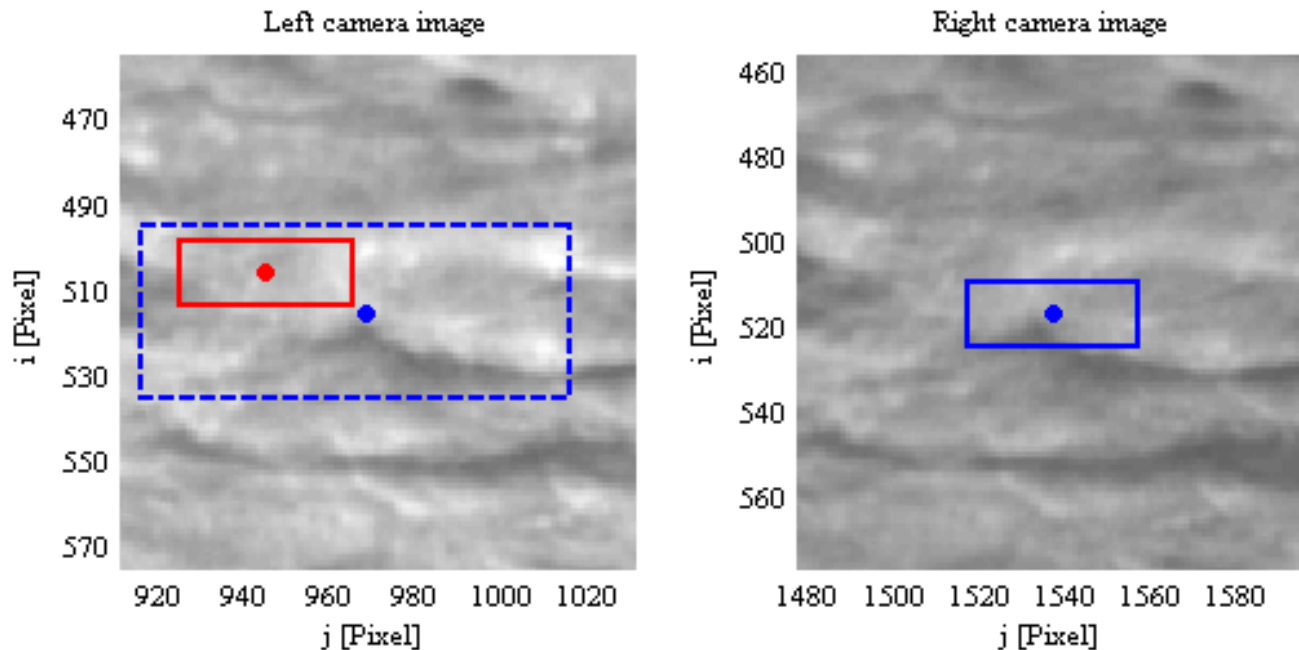 Left camera image
i [Pixel]
470
490
510
530
550
570
920 940 960 980 1000 1020
j [Pixel]
Right camera image
i [Pixel]
460
480
500
520
540
560
1480 1500 1520 1540 1560 1580
j [Pixel]